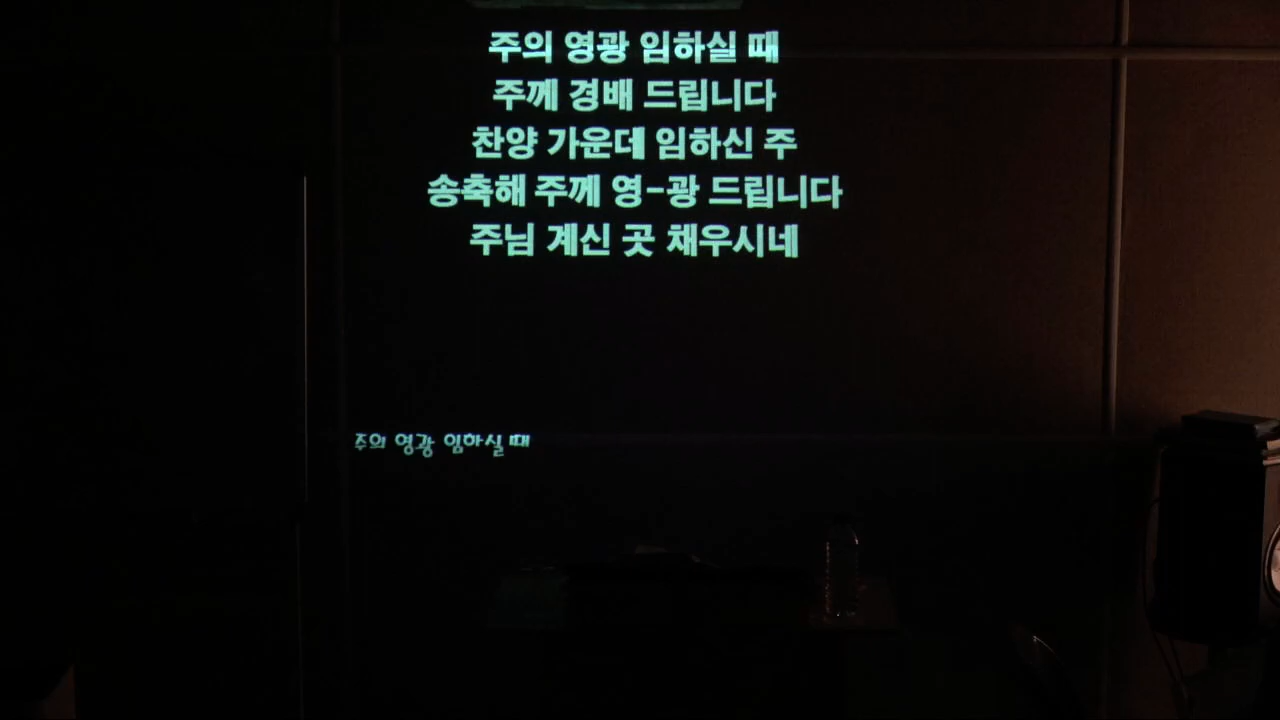 주의 영광 임하실 때
주께 경배 드립니다
찬양 가운데 임하신 주
송축해 주께 영-광 드립니다
주님 계신 곳 채우시네
주의 영광 임하실 때